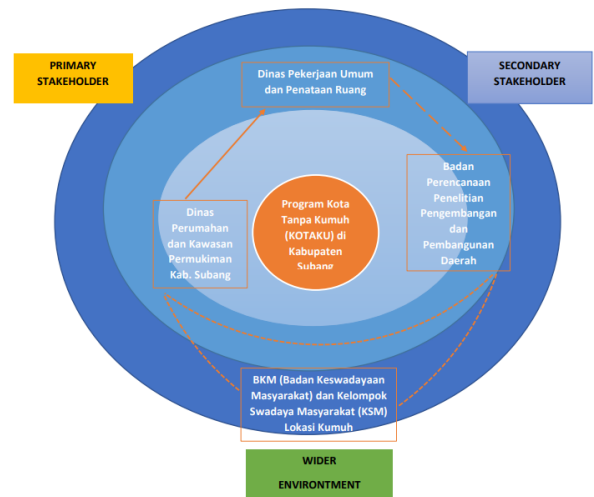 PRIMARY
STAKEHOLDER
SECONDARY
STAKEHOLDER
Dinas Pekerjaan Umum
dan Penataan Ruang
Badan
Perencanaan
Penelitian
Pengembangan
dan
Pembangunan
Daerah
Dinas
Perumahan
dan Kawasan
Permukiman
Kab. Subang
Program Kota
Tanpa Kumuh
(KOTAKU) di
Kabupaten
Subang
BKM (Badan Keswadayaan
Masyarakat) dan Kelompok
Swadaya Masyarakat (KSM)
Lokasi Kumuh
WIDER
ENVIRONTMENT